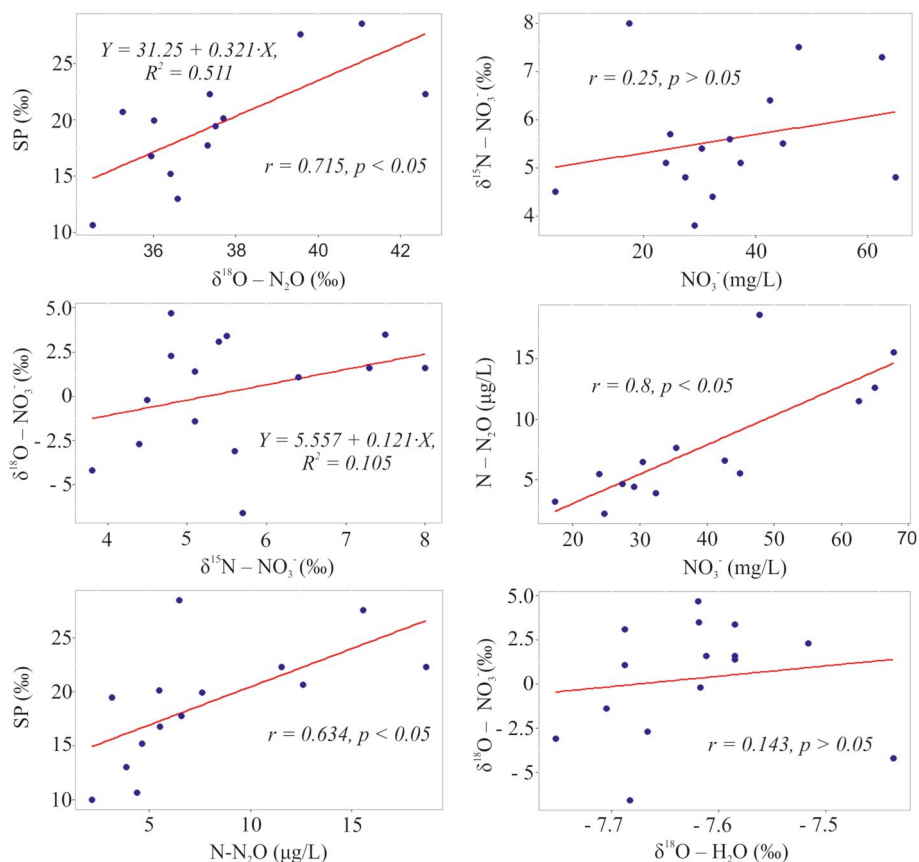 SP (‰)
25
20
15
10
Y = 31.25 + 0.321·X,
R² = 0.511
r = 0.715, p < 0.05
36
38
40
42
δ¹⁸O – N₂O (‰)
δ¹⁵N – NO₃⁻ (‰)
8
7
6
5
4
r = 0.25, p > 0.05
20
40
60
NO₃⁻ (mg/L)
δ¹⁸O – NO₃⁻ (‰)
5.0
2.5
0
- 2.5
- 5
Y = 5.557 + 0.121·X,
R² = 0.105
4
5
6
7
8
δ¹⁵N – NO₃⁻ (‰)
N – N₂O (µg/L)
15
10
5
r = 0.8, p < 0.05
20
30
40
50
60
70
NO₃⁻ (mg/L)
SP (‰)
25
20
15
10
r = 0.634, p < 0.05
5
10
15
N-N₂O (µg/L)
δ¹⁸O – NO₃⁻ (‰)
5.0
2.5
0
- 2.5
- 5
r = 0.143, p > 0.05
- 7.7
- 7.6
- 7.5
δ¹⁸O – H₂O (‰)